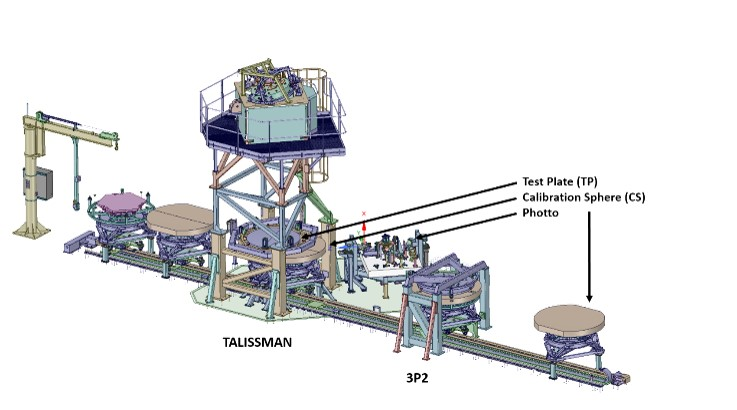 Test Plate (TP)
Calibration Sphere (CS)
Photto
TALISSMAN
3P2